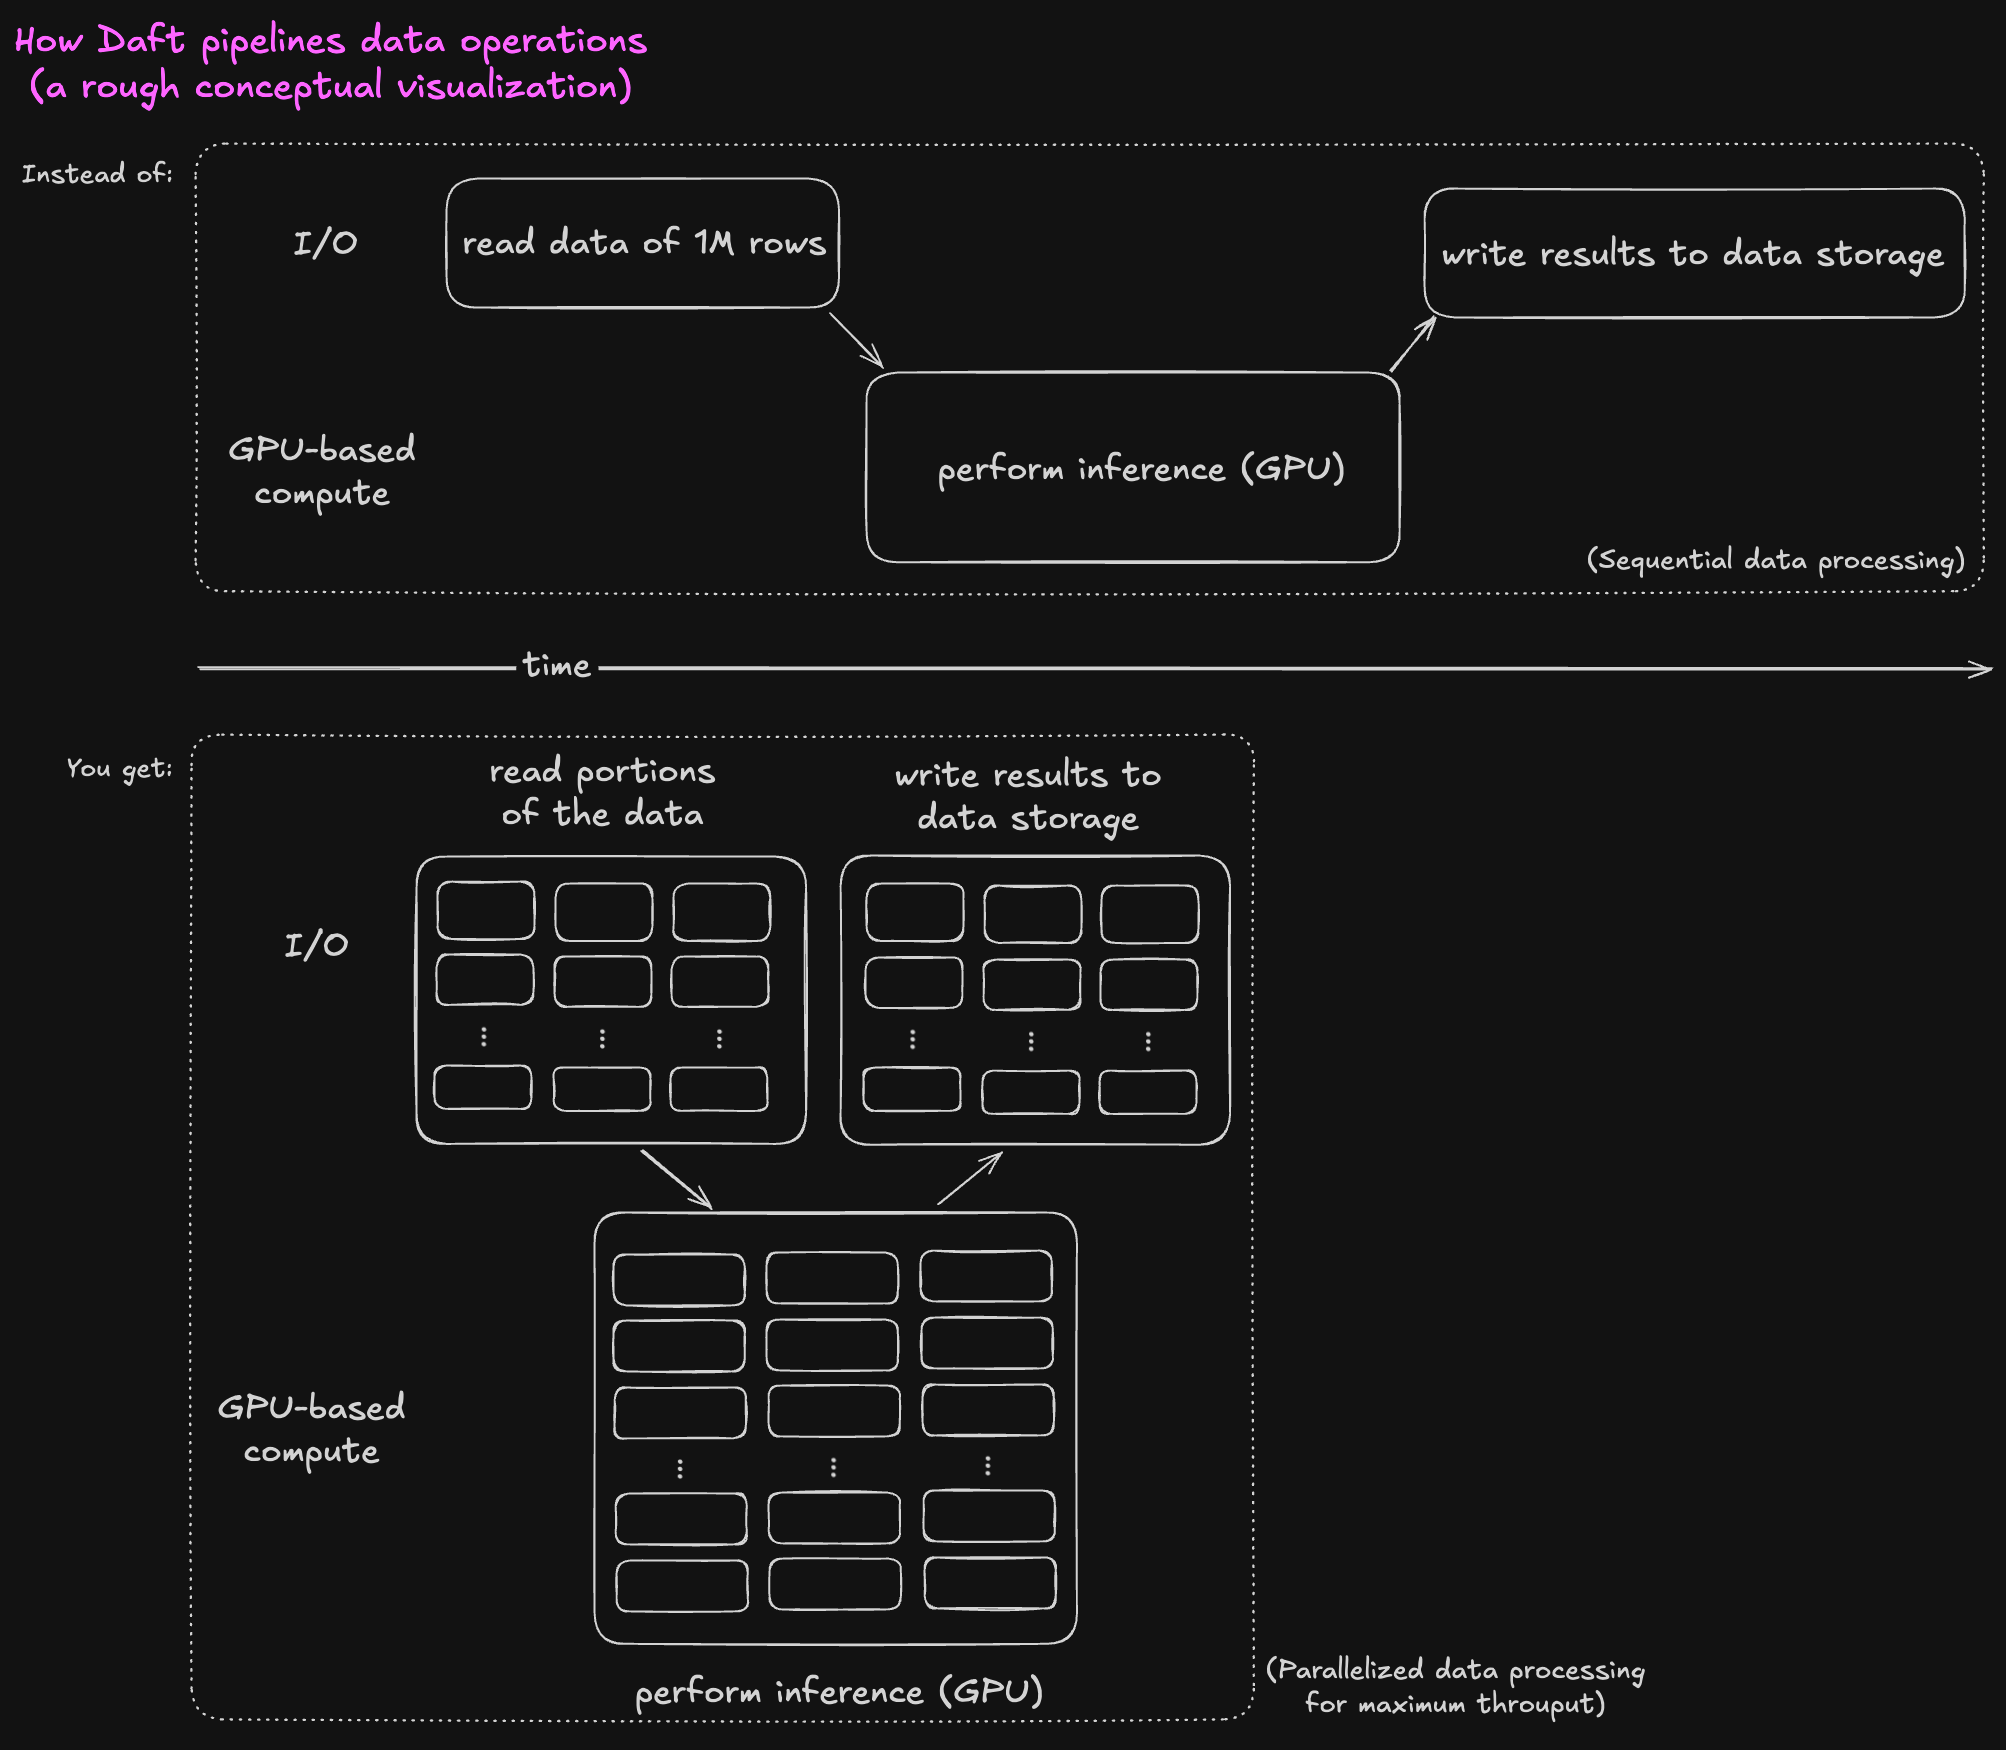 How Daft pipelines data operations
(a rough conceptual visualization)
Instead of:
I/O
read data of 1M rows
write results to data storage
GPU-based
compute
perform inference (GPU)
(Sequential data processing)
time
You get:
read portions
of the data
write results to
data storage
I/O
GPU-based
compute
perform inference (GPU)
(Parallelized data processing
for maximum throuput)